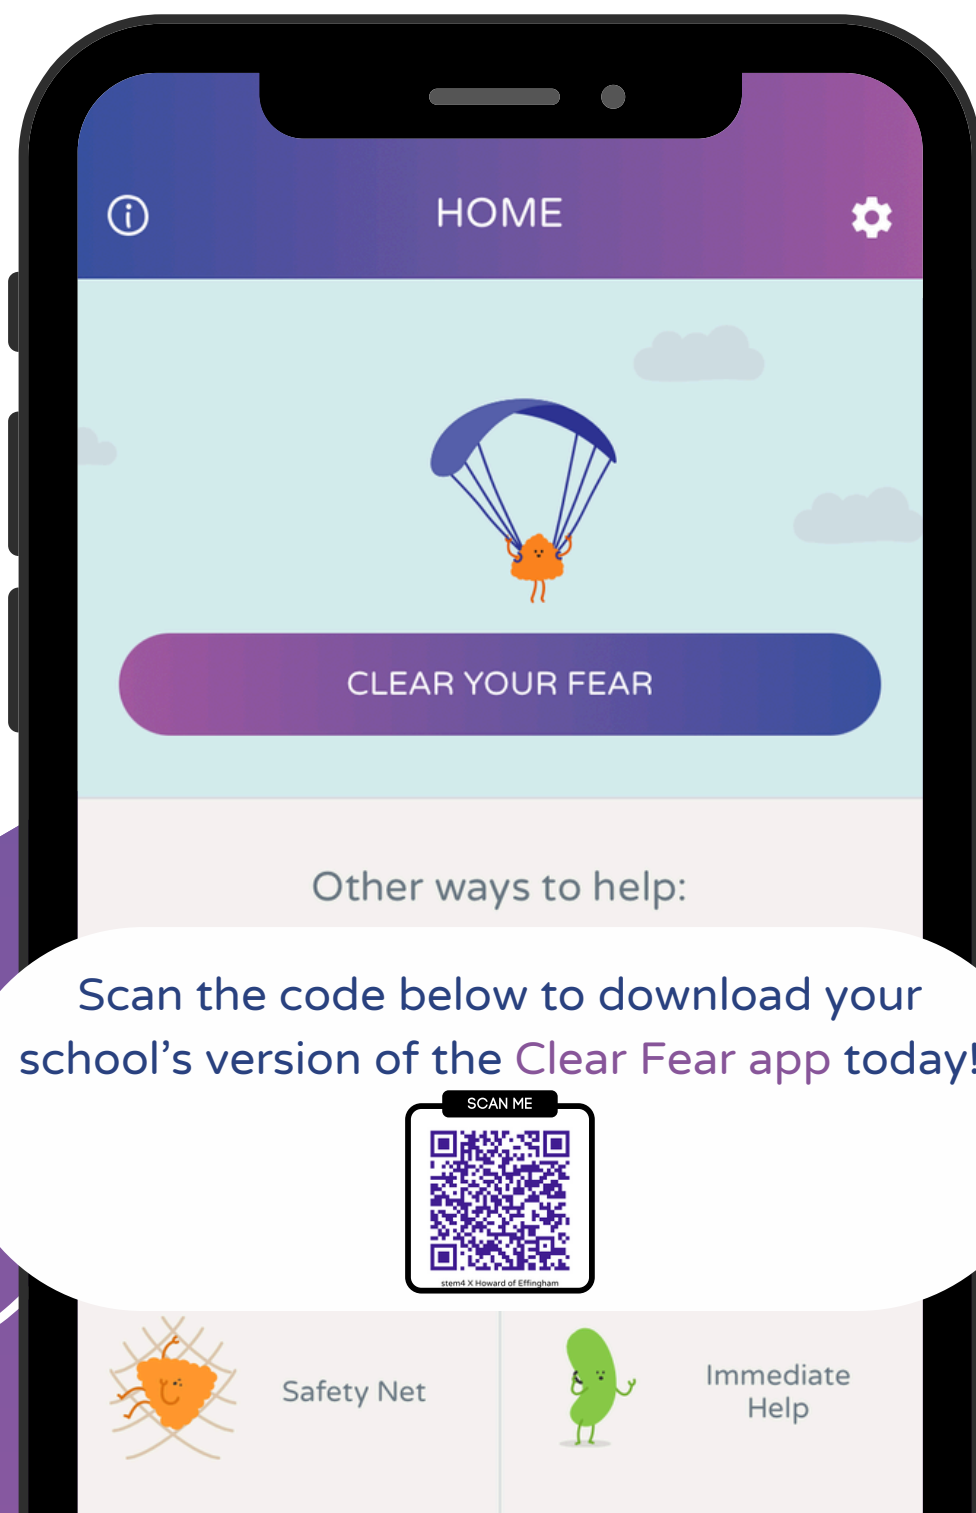 HOME
CLEAR YOUR FEAR
Other ways to help:
Scan the code below to download your
school's version of the Clear Fear app today!
SCAN ME
stem4 X Howard of Effingham
Safety Net
Immediate
Help